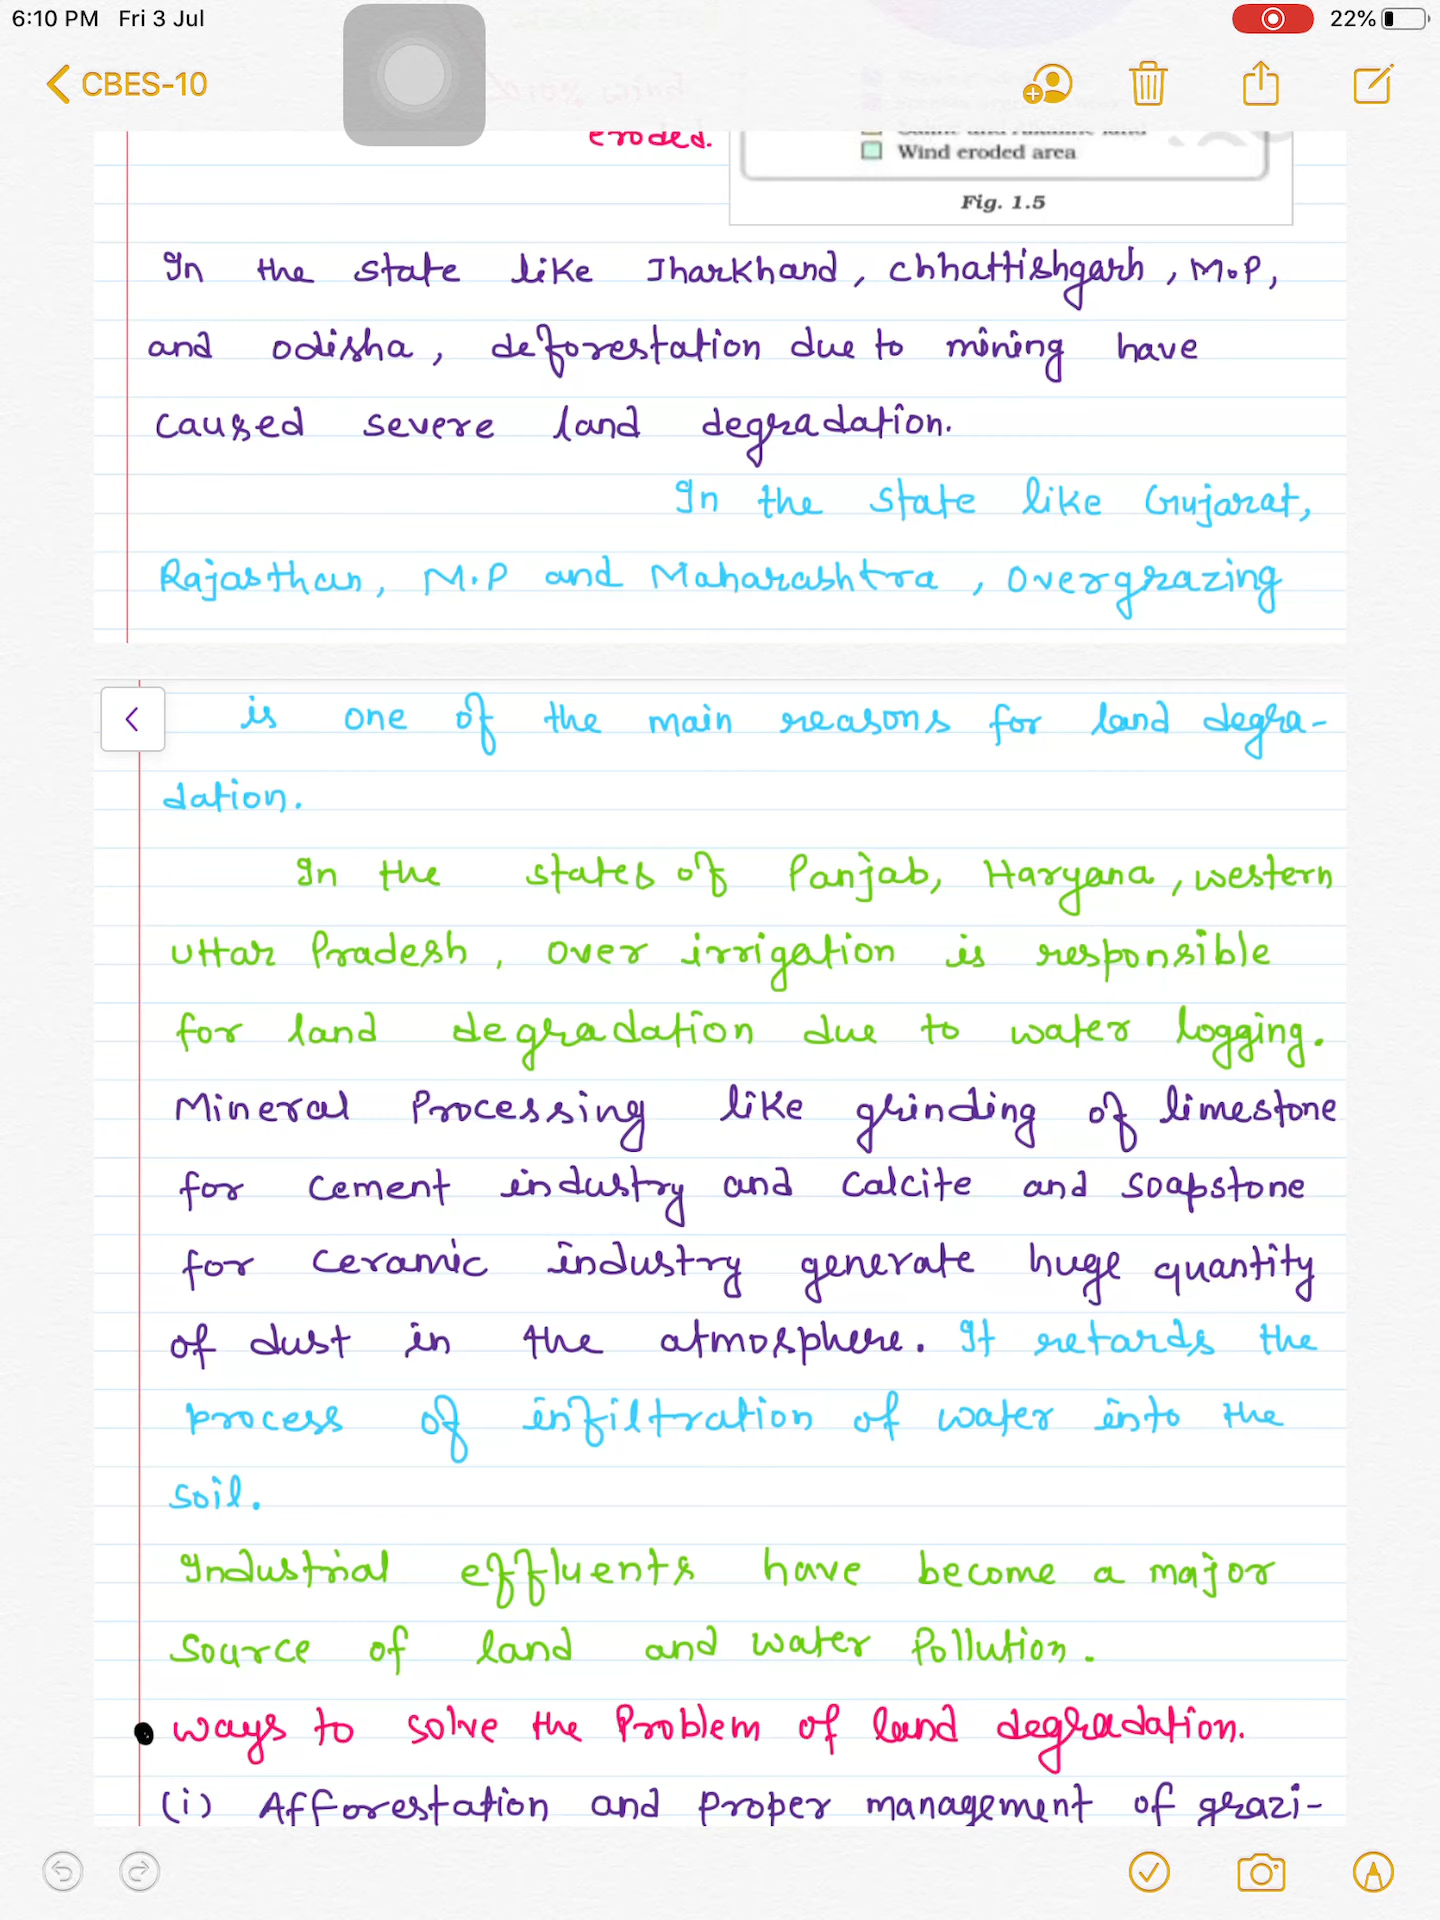 6:10 PM Fri 3 Jul 22%
CBES-10
eroded.
Wind eroded area
Fig. 1.5
In the state like Jharkhand, chhattishgarh, M.P,
and odisha, deforestation due to mining have
caused severe land degradation.
In the state like Gujarat,
Rajasthan, M.P and Maharashtra, overgrazing
is one of the main reasons for land degra-
dation.
In the states of Panjab, Haryana, western
uttar Pradesh, over irrigation is responsible
for land degradation due to water logging.
Mineral Processing like grinding of limestone
for cement industry and calcite and soapstone
for ceramic industry generate huge quantity
of dust in the atmosphere. It retards the
process of infiltration of water into the
soil.
Industrial effluents have become a major
source of land and water Pollution.
ways to solve the Problem of land degradation.
(i) Afforestation and proper management of grazi-